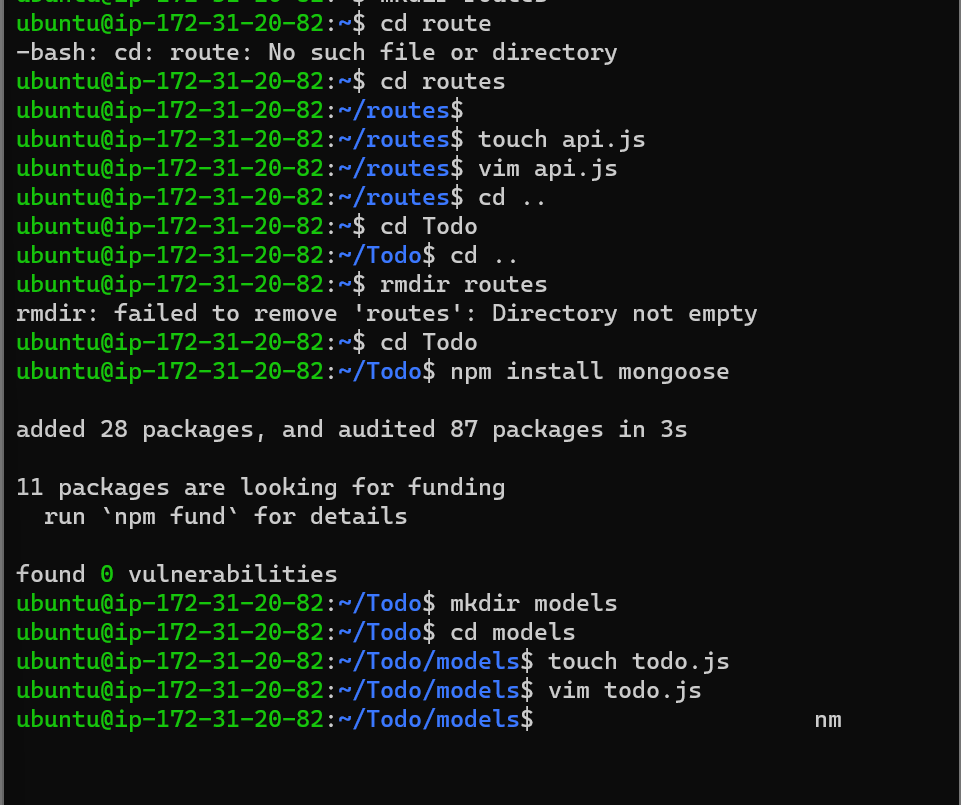 ubuntu@ip-172-31-20-82:~$ mkdir routes
ubuntu@ip-172-31-20-82:~$ cd route
-bash: cd: route: No such file or directory
ubuntu@ip-172-31-20-82:~$ cd routes
ubuntu@ip-172-31-20-82:~/routes$
ubuntu@ip-172-31-20-82:~/routes$ touch api.js
ubuntu@ip-172-31-20-82:~/routes$ vim api.js
ubuntu@ip-172-31-20-82:~/routes$ cd ..
ubuntu@ip-172-31-20-82:~$ cd Todo
ubuntu@ip-172-31-20-82:~/Todo$ cd ..
ubuntu@ip-172-31-20-82:~$ rmdir routes
rmdir: failed to remove 'routes': Directory not empty
ubuntu@ip-172-31-20-82:~$ cd Todo
ubuntu@ip-172-31-20-82:~/Todo$ npm install mongoose
added 28 packages, and audited 87 packages in 3s
11 packages are looking for funding
  run `npm fund` for details
found 0 vulnerabilities
ubuntu@ip-172-31-20-82:~/Todo$ mkdir models
ubuntu@ip-172-31-20-82:~/Todo$ cd models
ubuntu@ip-172-31-20-82:~/Todo/models$ touch todo.js
ubuntu@ip-172-31-20-82:~/Todo/models$ vim todo.js
ubuntu@ip-172-31-20-82:~/Todo/models$                    nm